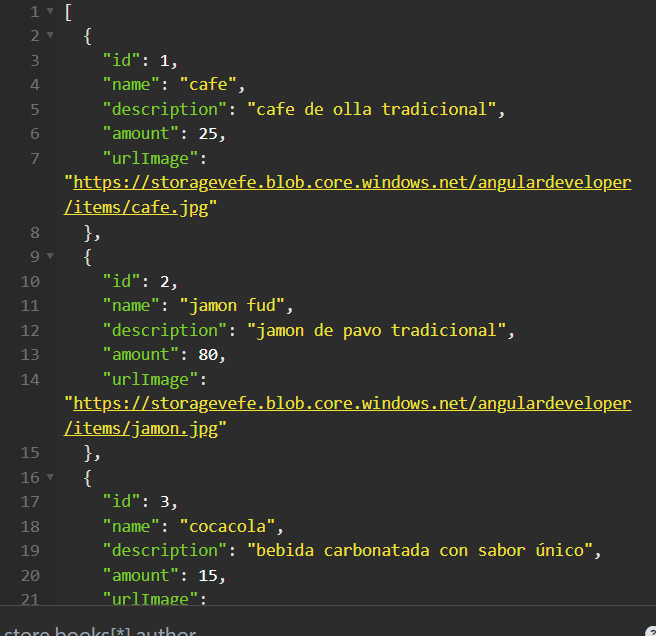 1 [
2 {
3 "id": 1,
4 "name": "cafe",
5 "description": "cafe de olla tradicional",
6 "amount": 25,
7 "urlImage":
"https://storagevefe.blob.core.windows.net/angulardeveloper
/items/cafe.jpg"
8 },
9 {
10 "id": 2,
11 "name": "jamon fud",
12 "description": "jamon de pavo tradicional",
13 "amount": 80,
14 "urlImage":
"https://storagevefe.blob.core.windows.net/angulardeveloper
/items/jamon.jpg"
15 },
16 {
17 "id": 3,
18 "name": "cocacola",
19 "description": "bebida carbonatada con sabor único",
20 "amount": 15,
21 "urlImage":
store.books[*].author